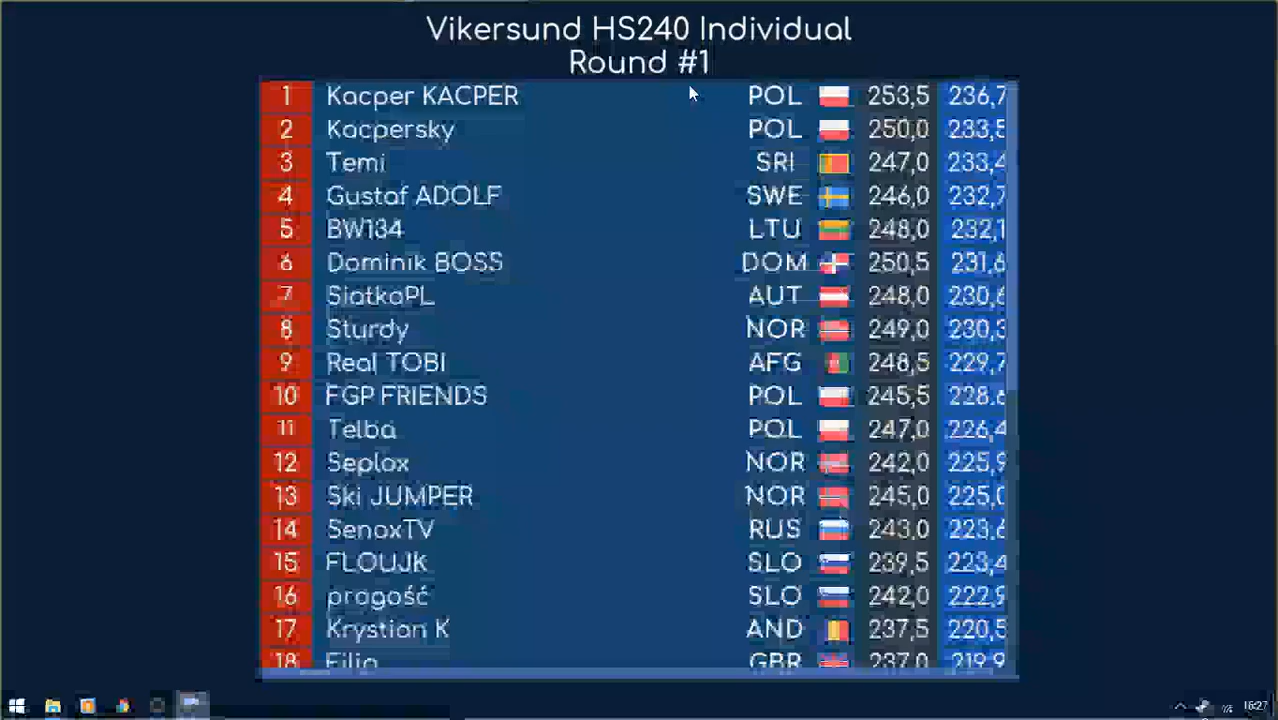 Vikersund HS240 Individual
Round #1
1 Kacper KACPER POL 253,5 236,7
2 Kacpersky POL 250,0 233,5
3 Temi SRI 247,0 233,4
4 Gustaf ADOLF SWE 246,0 232,7
5 BW134 LTU 248,0 232,1
6 Dominik BOSS DOM 250,5 231,6
7 SiatkaPL AUT 248,0 230,6
8 Sturdy NOR 249,0 230,3
9 Real TOBI AFG 248,5 229,7
10 FGP FRIENDS POL 245,5 228,6
11 Telba POL 247,0 226,4
12 Seplox NOR 242,0 225,9
13 Ski JUMPER NOR 245,0 225,0
14 SenoxTV RUS 243,0 223,6
15 FLOUJK SLO 239,5 223,4
16 pragość SLO 242,0 222,9
17 Krystian K AND 237,5 220,5
18 Filip GBR 237,0 219,9
16:27